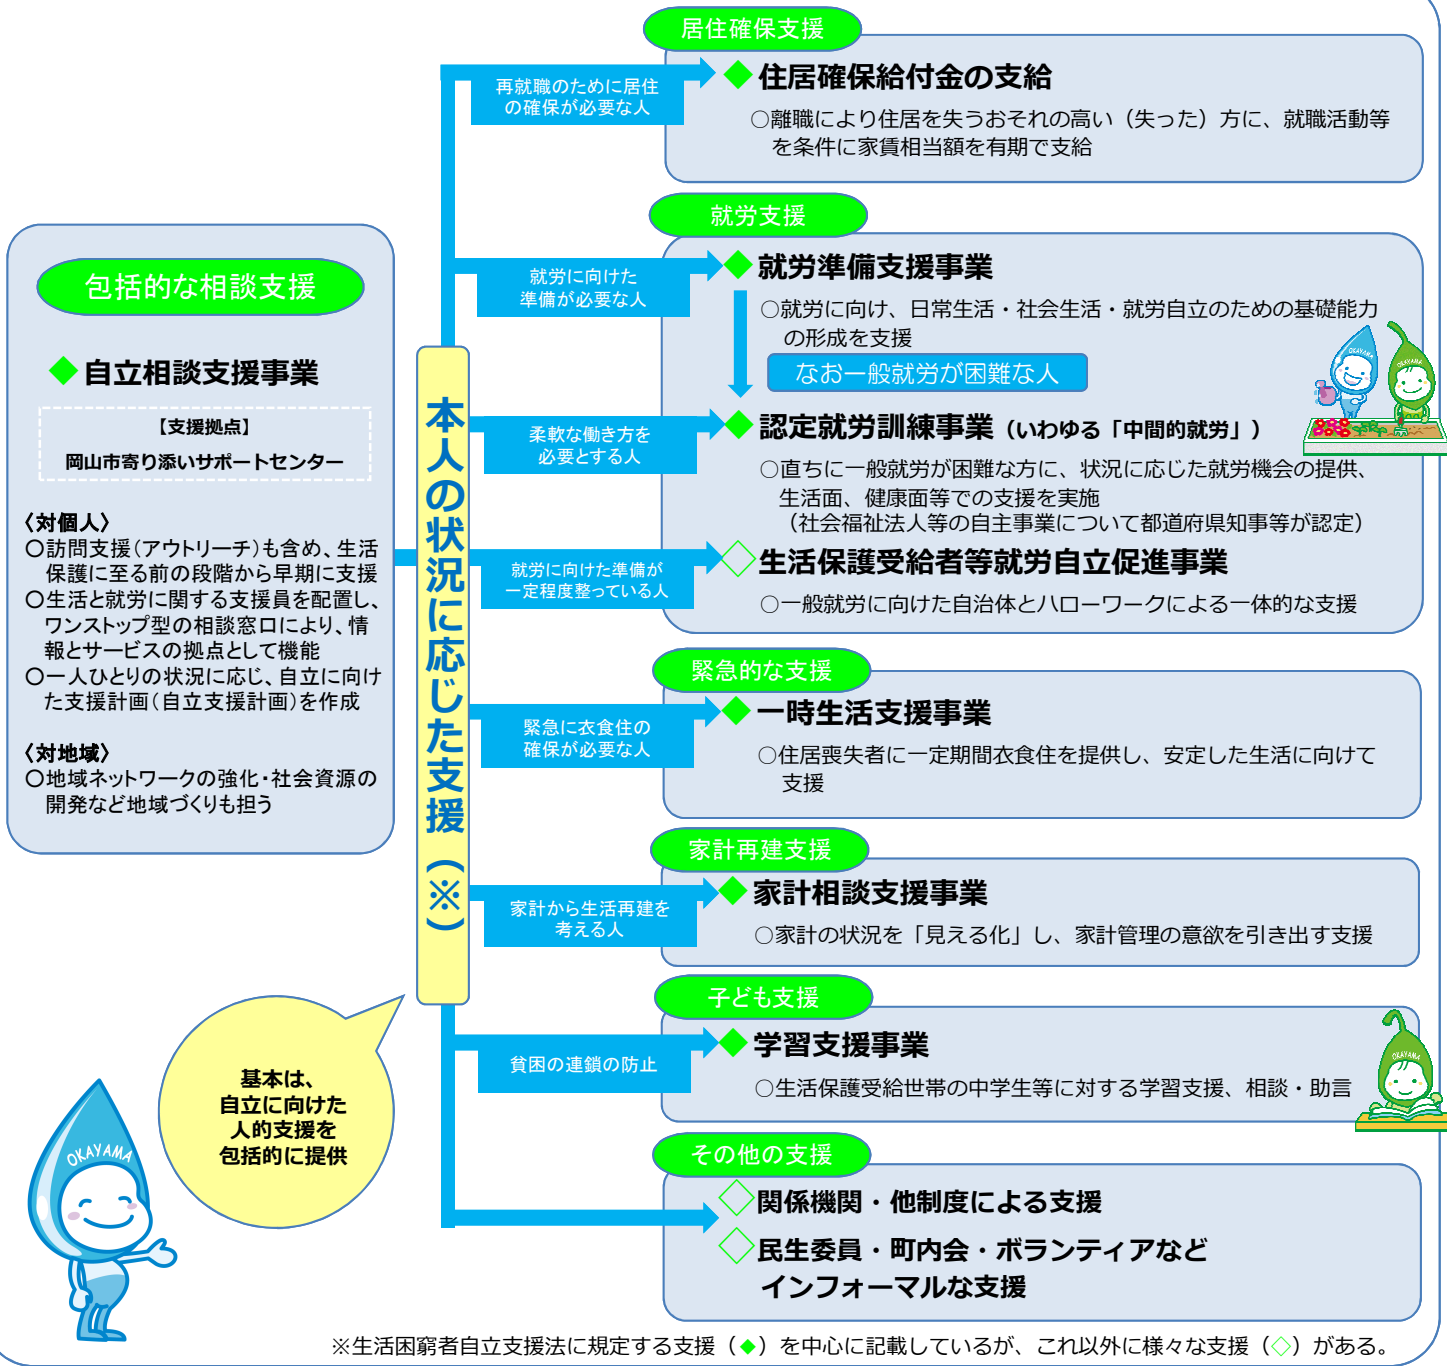 包括的な相談支援
◆自立相談支援事業
【支援拠点】
岡山市寄り添いサポートセンター
〈対個人〉
○訪問支援(アウトリーチ)も含め、生活
保護に至る前の段階から早期に支援
○生活と就労に関する支援員を配置し、
ワンストップ型の相談窓口により、情
報とサービスの拠点として機能
○一人ひとりの状況に応じ、自立に向け
た支援計画(自立支援計画)を作成
〈対地域〉
○地域ネットワークの強化・社会資源の
開発など地域づくりも担う
本人の状況に応じた支援(※)
基本は、
自立に向けた
人的支援を
包括的に提供
OKAYAMA
居住確保支援
再就職のために居住
の確保が必要な人
◆住居確保給付金の支給
○離職により住居を失うおそれの高い(失った)方に、就職活動等
を条件に家賃相当額を有期で支給
就労支援
就労に向けた
準備が必要な人
◆就労準備支援事業
○就労に向け、日常生活・社会生活・就労自立のための基礎能力
の形成を支援
なお一般就労が困難な人
OKAYAMA
OKAYAMA
柔軟な働き方を
必要とする人
◆認定就労訓練事業(いわゆる「中間的就労」)
○直ちに一般就労が困難な方に、状況に応じた就労機会の提供、
生活面、健康面等での支援を実施
(社会福祉法人等の自主事業について都道府県知事等が認定)
就労に向けた準備が
一定程度整っている人
◇生活保護受給者等就労自立促進事業
○一般就労に向けた自治体とハローワークによる一体的な支援
緊急的な支援
緊急に衣食住の
確保が必要な人
◆一時生活支援事業
○住居喪失者に一定期間衣食住を提供し、安定した生活に向けて
支援
家計再建支援
家計から生活再建を
考える人
◆家計相談支援事業
○家計の状況を「見える化」し、家計管理の意欲を引き出す支援
子ども支援
貧困の連鎖の防止
◆学習支援事業
○生活保護受給世帯の中学生等に対する学習支援、相談・助言
OKAYAMA
その他の支援
◇関係機関・他制度による支援
◇民生委員・町内会・ボランティアなど
インフォーマルな支援
※生活困窮者自立支援法に規定する支援(◆)を中心に記載しているが、これ以外に様々な支援(◇)がある。